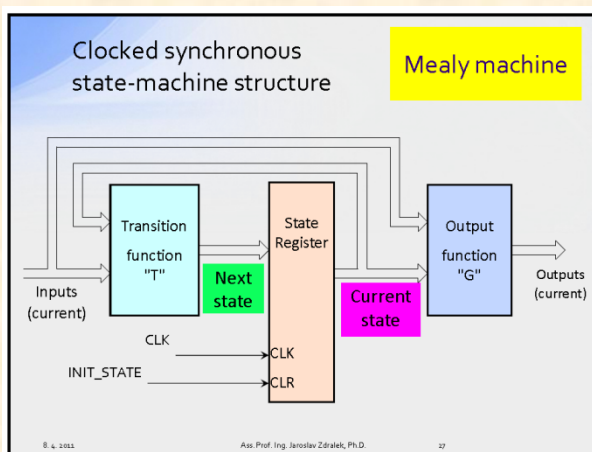 Clocked synchronous
state-machine structure
Mealy machine
Transition
function
"T"
State
Register
Output
function
"G"
Inputs
(current)
Next
state
Current
state
Outputs
(current)
CLK
CLK
INIT_STATE
CLR
8. 4. 2011
Ass. Prof. Ing. Jaroslav Zdralek, Ph.D.
27